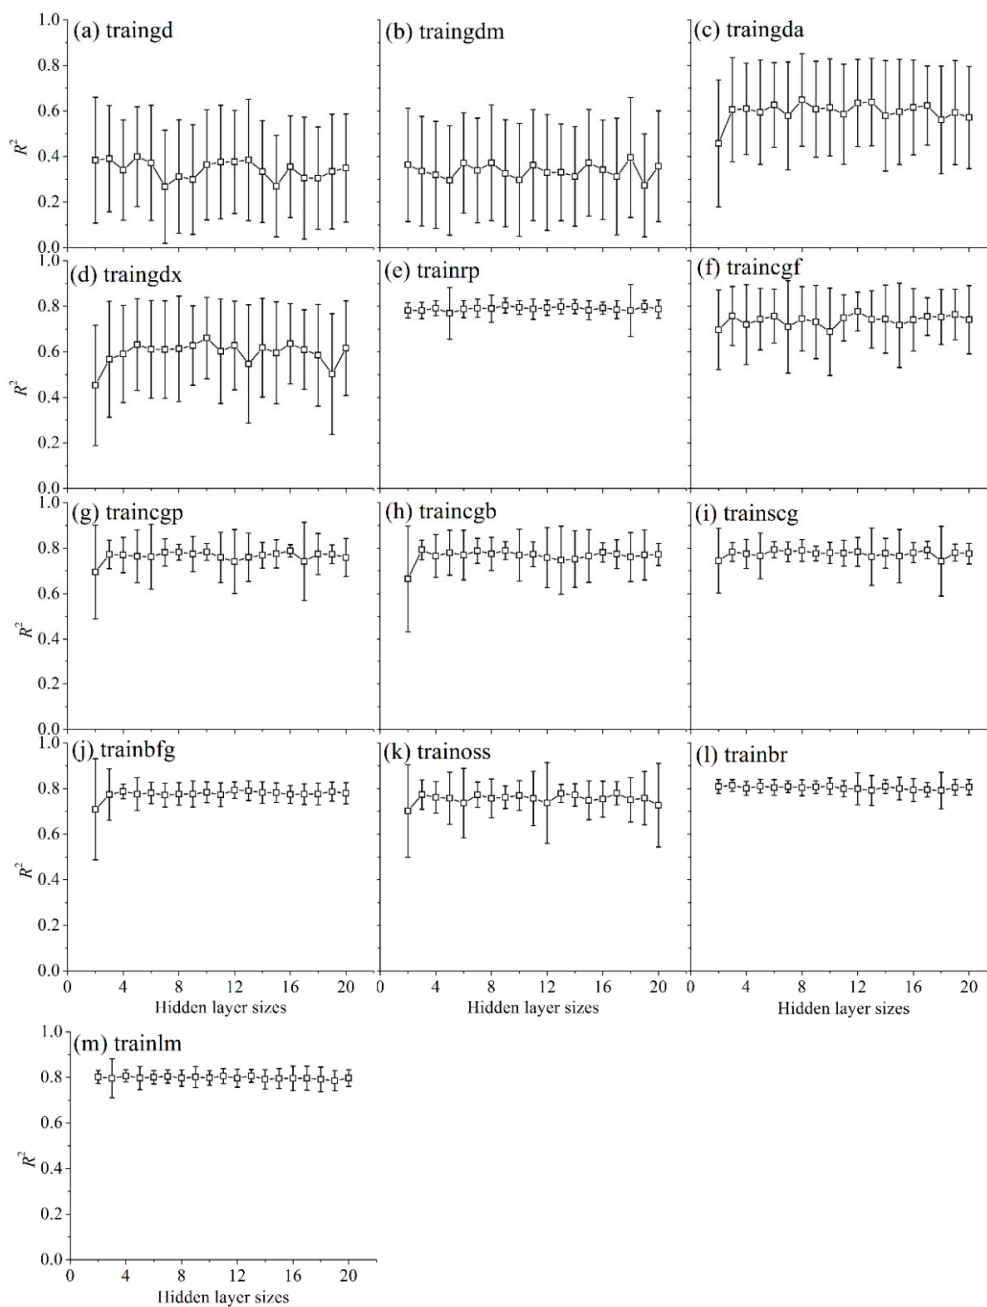 (a) traingd
(b) traingdm
(c) traingda
1.0
0.8
0.6
0.4
0.2
0.0
R²
(d) traingdx
(e) trainrp
(f) traincgf
1.0
0.8
0.6
0.4
0.2
0.0
R²
(g) traincgp
(h) traincgb
(i) trainscg
1.0
0.8
0.6
0.4
0.2
0.0
R²
(j) trainbfg
(k) trainoss
(l) trainbr
1.0
0.8
0.6
0.4
0.2
0.0
R²
0 4 8 12 16 20
0 4 8 12 16 20
0 4 8 12 16 20
Hidden layer sizes
Hidden layer sizes
Hidden layer sizes
(m) trainlm
1.0
0.8
0.6
0.4
0.2
0.0
R²
0 4 8 12 16 20
Hidden layer sizes